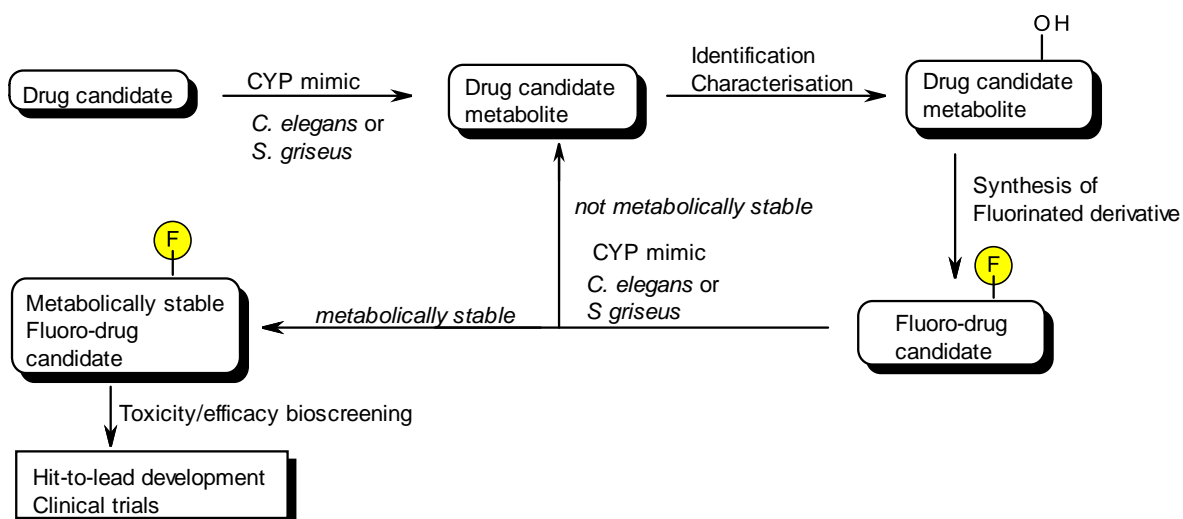 OH
Drug candidate
CYP mimic
C. elegans or
S. griseus
Drug candidate
metabolite
Identification
Characterisation
Drug candidate
metabolite
Synthesis of
Fluorinated derivative
not metabolically stable
CYP mimic
C. elegans or
S griseus
F
Fluoro-drug
candidate
metabolically stable
F
Metabolically stable
Fluoro-drug
candidate
Toxicity/efficacy bioscreening
Hit-to-lead development
Clinical trials